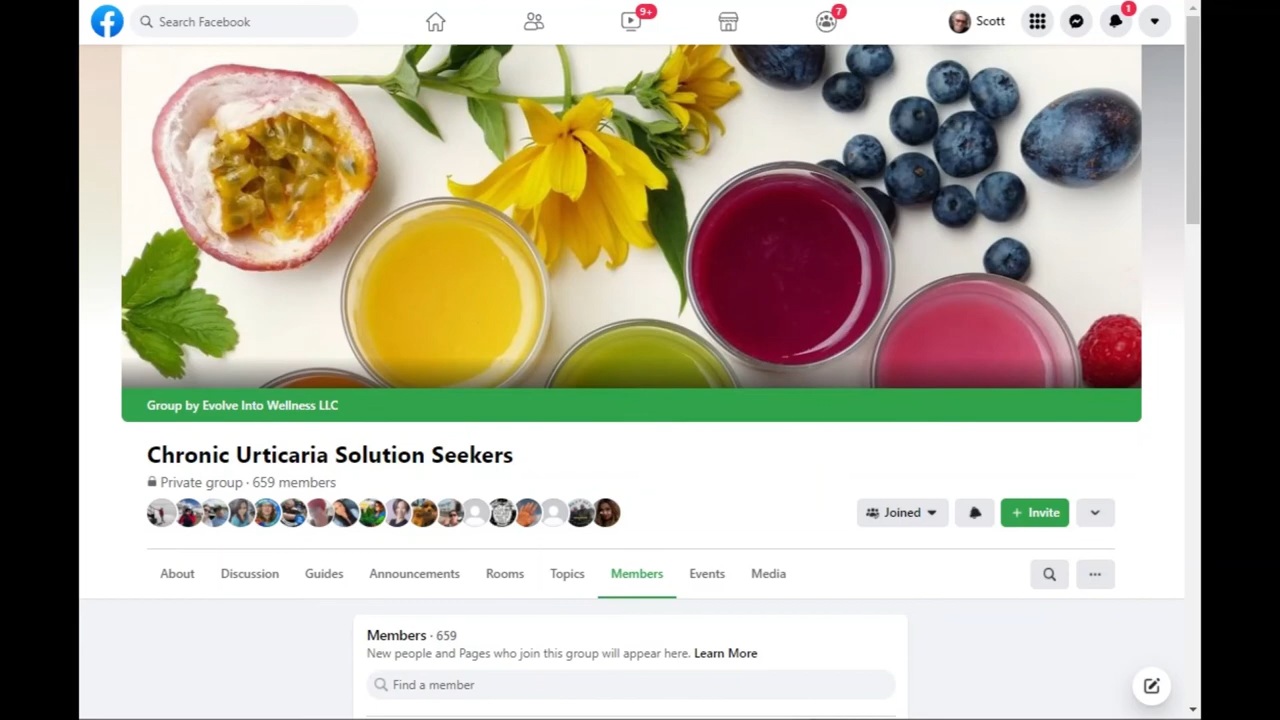 Search Facebook
9+
7
Scott
1
Group by Evolve Into Wellness LLC
Chronic Urticaria Solution Seekers
Private group · 659 members
Joined
+ Invite
About Discussion Guides Announcements Rooms Topics Members Events Media
Members · 659
New people and Pages who join this group will appear here. Learn More
Find a member